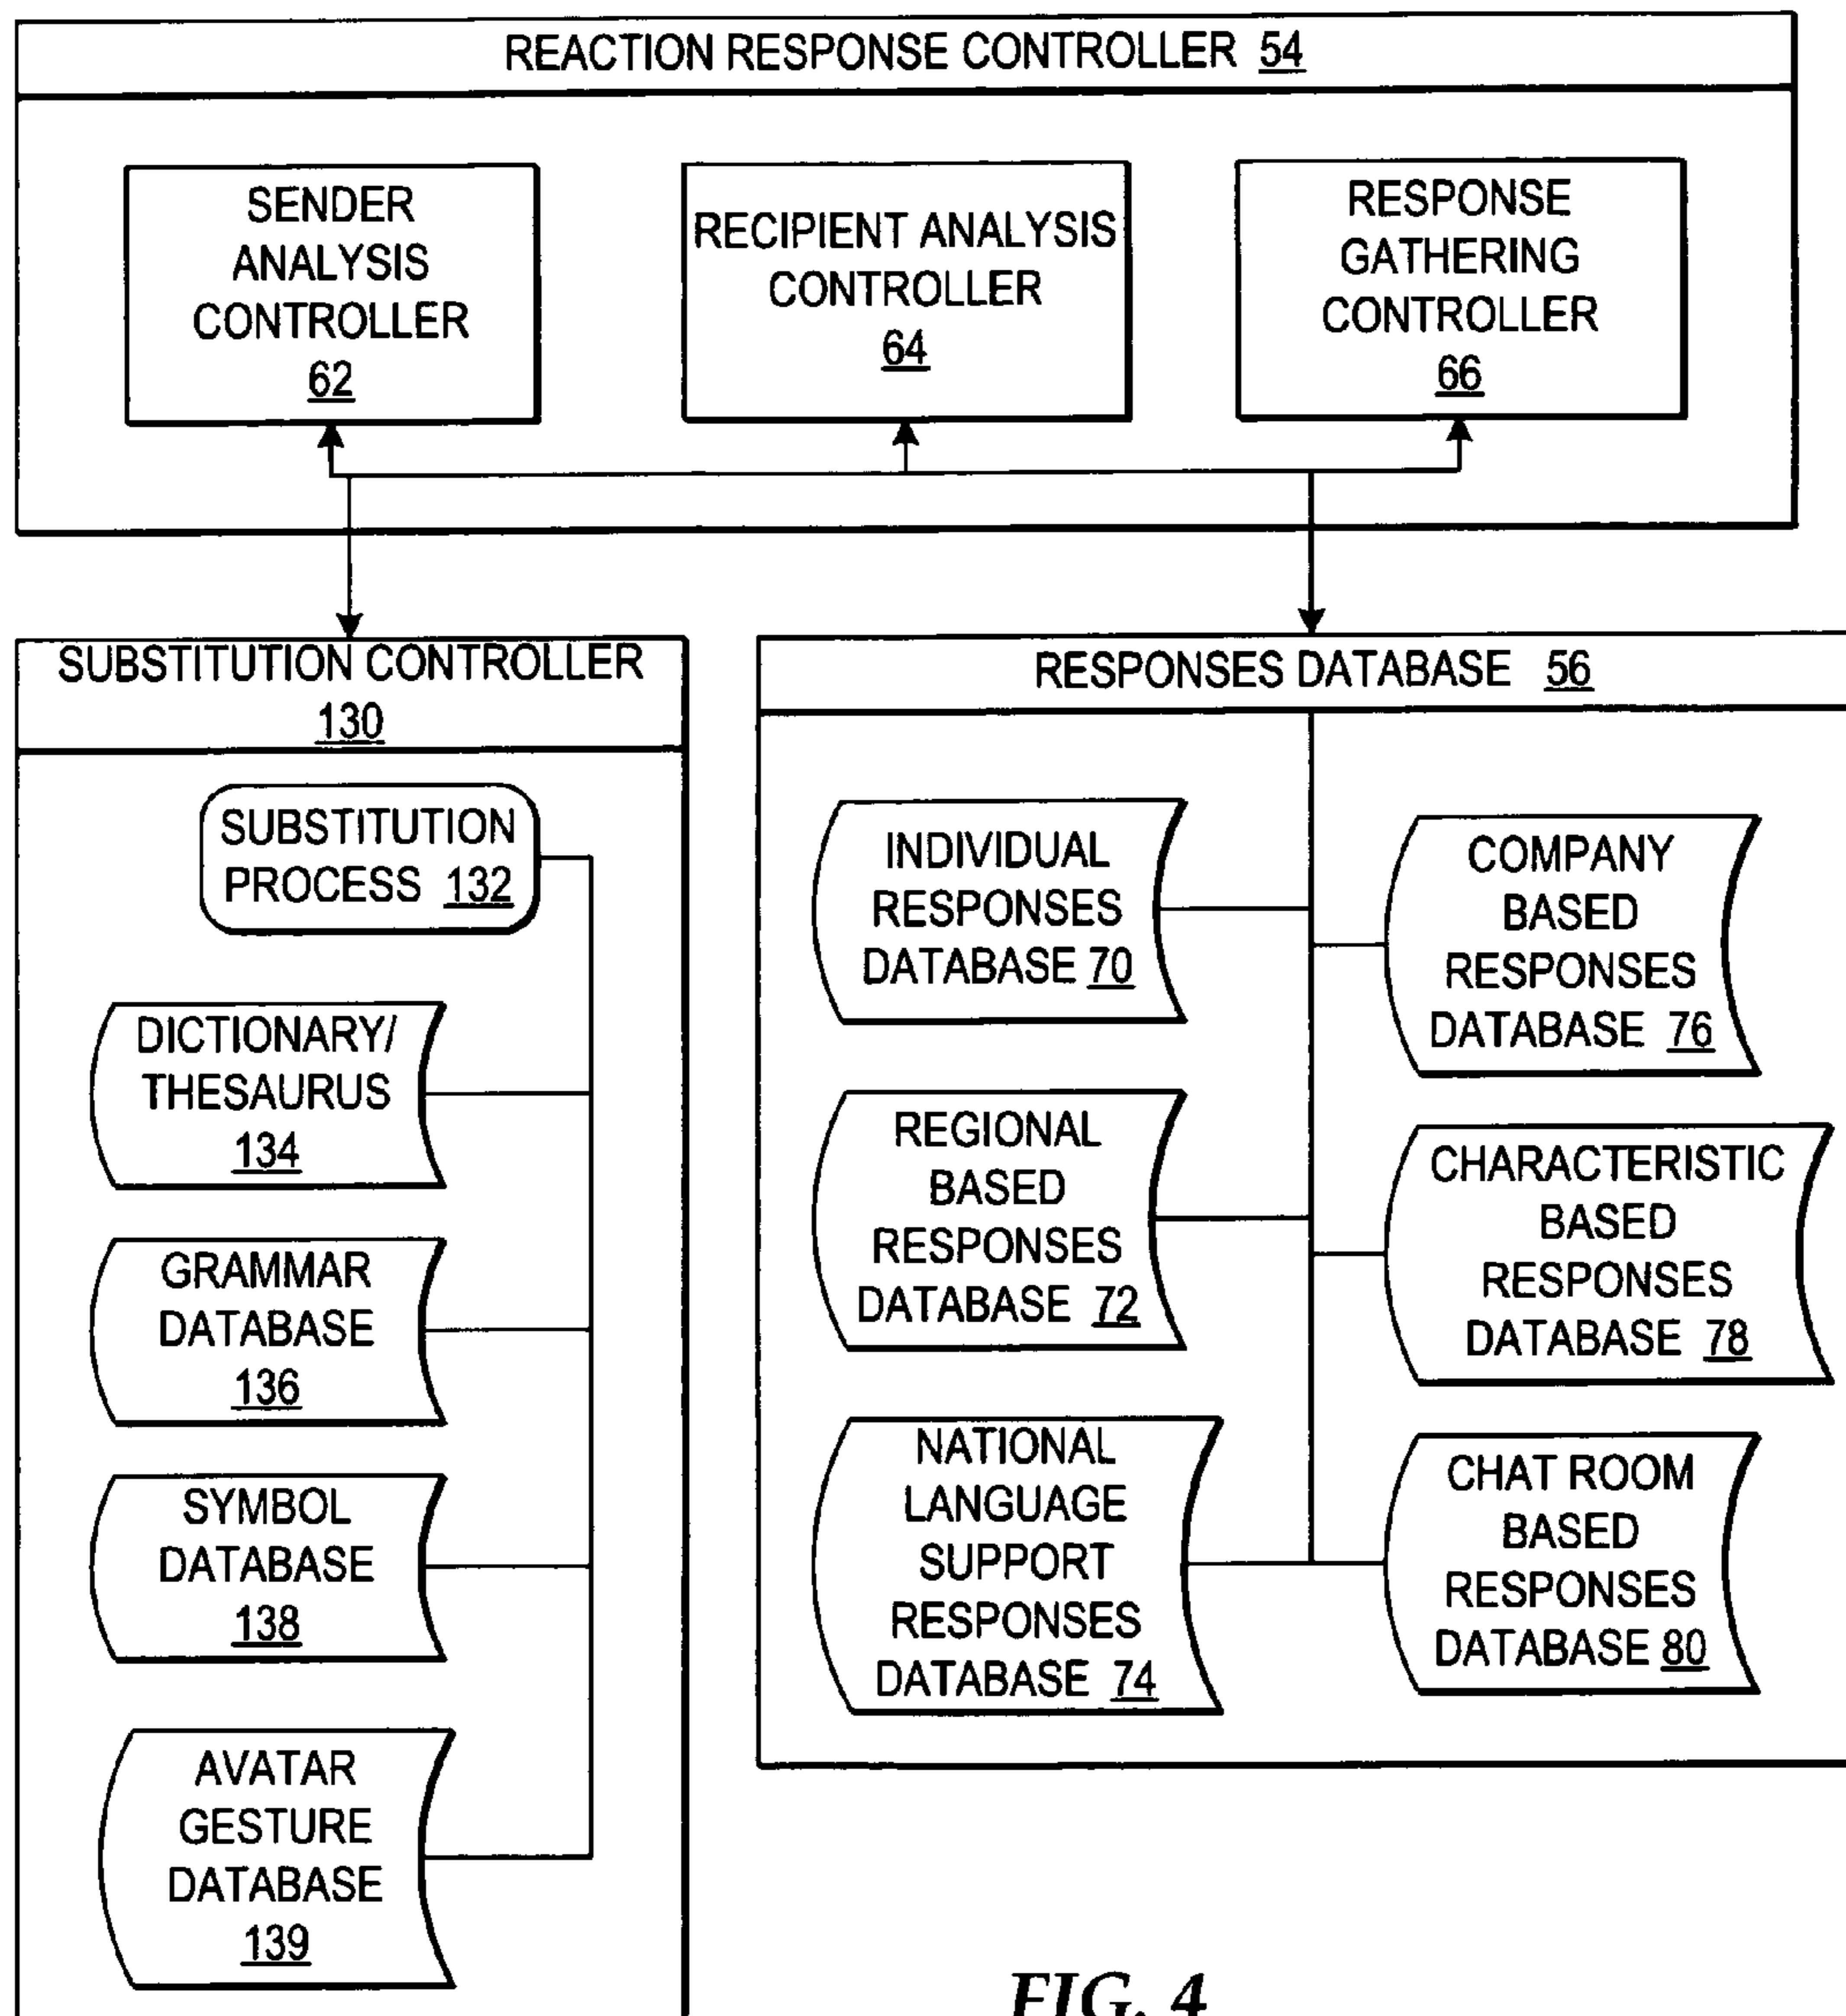 REACTION RESPONSE CONTROLLER 54
SENDER
ANALYSIS
CONTROLLER
62
RECIPIENT ANALYSIS
CONTROLLER
64
RESPONSE
GATHERING
CONTROLLER
66
SUBSTITUTION CONTROLLER
130
SUBSTITUTION
PROCESS 132
DICTIONARY/
THESAURUS
134
GRAMMAR
DATABASE
136
SYMBOL
DATABASE
138
AVATAR
GESTURE
DATABASE
139
RESPONSES DATABASE 56
INDIVIDUAL
RESPONSES
DATABASE 70
REGIONAL
BASED
RESPONSES
DATABASE 72
NATIONAL
LANGUAGE
SUPPORT
RESPONSES
DATABASE 74
COMPANY
BASED
RESPONSES
DATABASE 76
CHARACTERISTIC
BASED
RESPONSES
DATABASE 78
CHAT ROOM
BASED
RESPONSES
DATABASE 80
FIG. 4